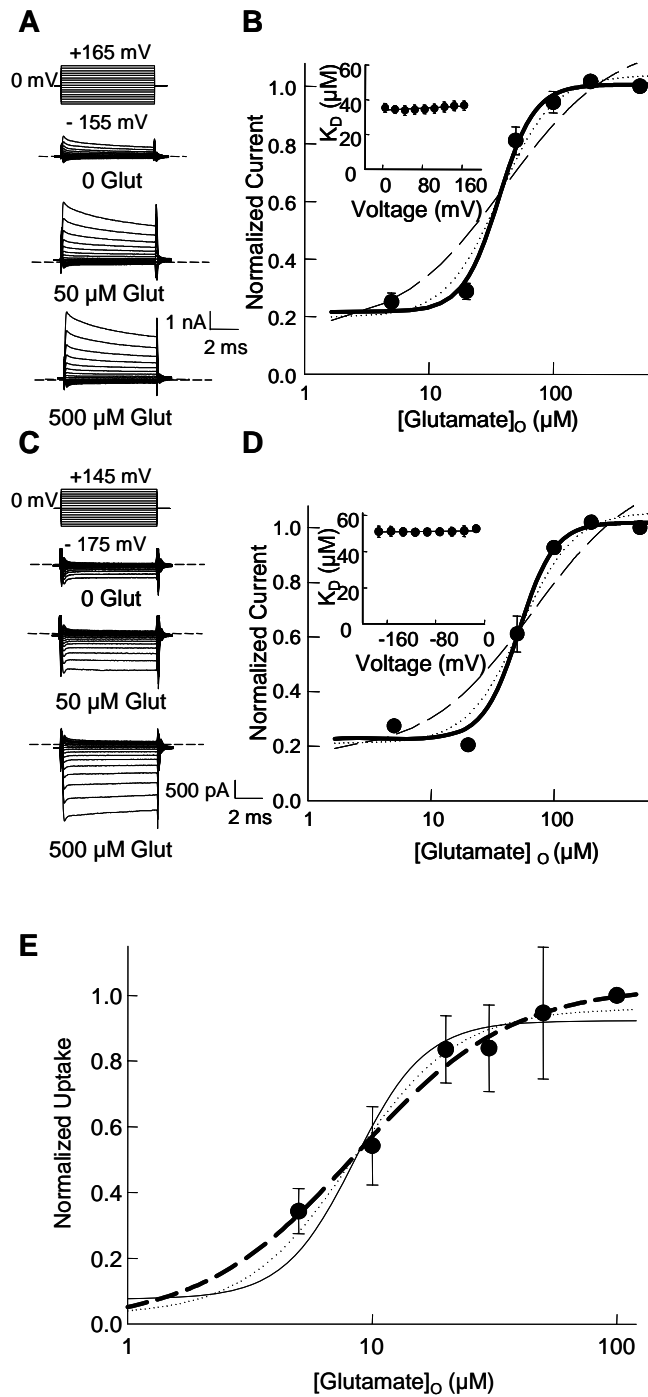 A
+165 mV
0 mV
- 155 mV
0 Glut
50 µM Glut
1 nA
2 ms
500 µM Glut
B
Normalized Current
1.0
0.8
0.6
0.4
0.2
0.0
K_D (µM)
60
40
20
0
0 80 160
Voltage (mV)
1 10 100
[Glutamate]_O (µM)
C
+145 mV
0 mV
- 175 mV
0 Glut
50 µM Glut
500 pA
2 ms
500 µM Glut
D
Normalized Current
1.0
0.8
0.6
0.4
0.2
0.0
K_D (µM)
60
40
20
0
-160 -80 0
Voltage (mV)
1 10 100
[Glutamate]_O (µM)
E
Normalized Uptake
1.0
0.8
0.6
0.4
0.2
0.0
1 10 100
[Glutamate]_O (µM)